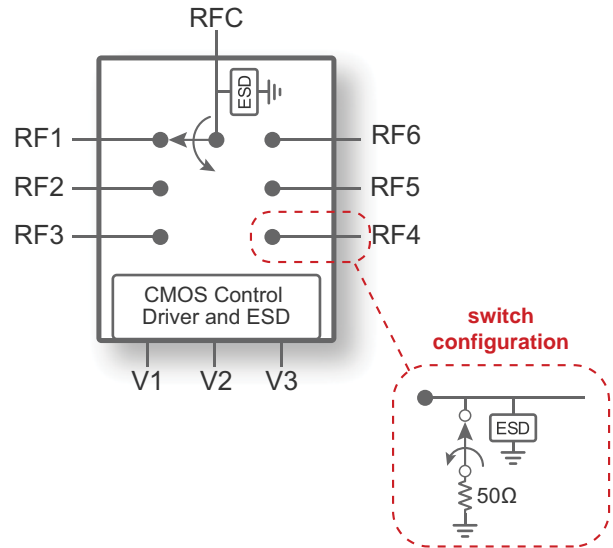 RFC
ESD
RF1
RF6
RF2
RF5
RF3
RF4
CMOS Control
Driver and ESD
V1 V2 V3
switch
configuration
ESD
50Ω